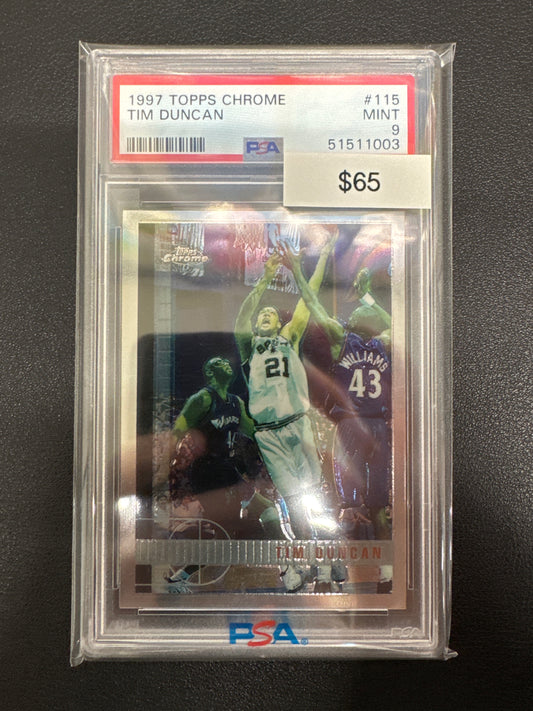 1997 TOPPS CHROME #115
TIM DUNCAN MINT
9
PSA 51511003
$65
Topps
Chrome
SPURS
21
WILLIAMS
43
TIM DUNCAN
PSA